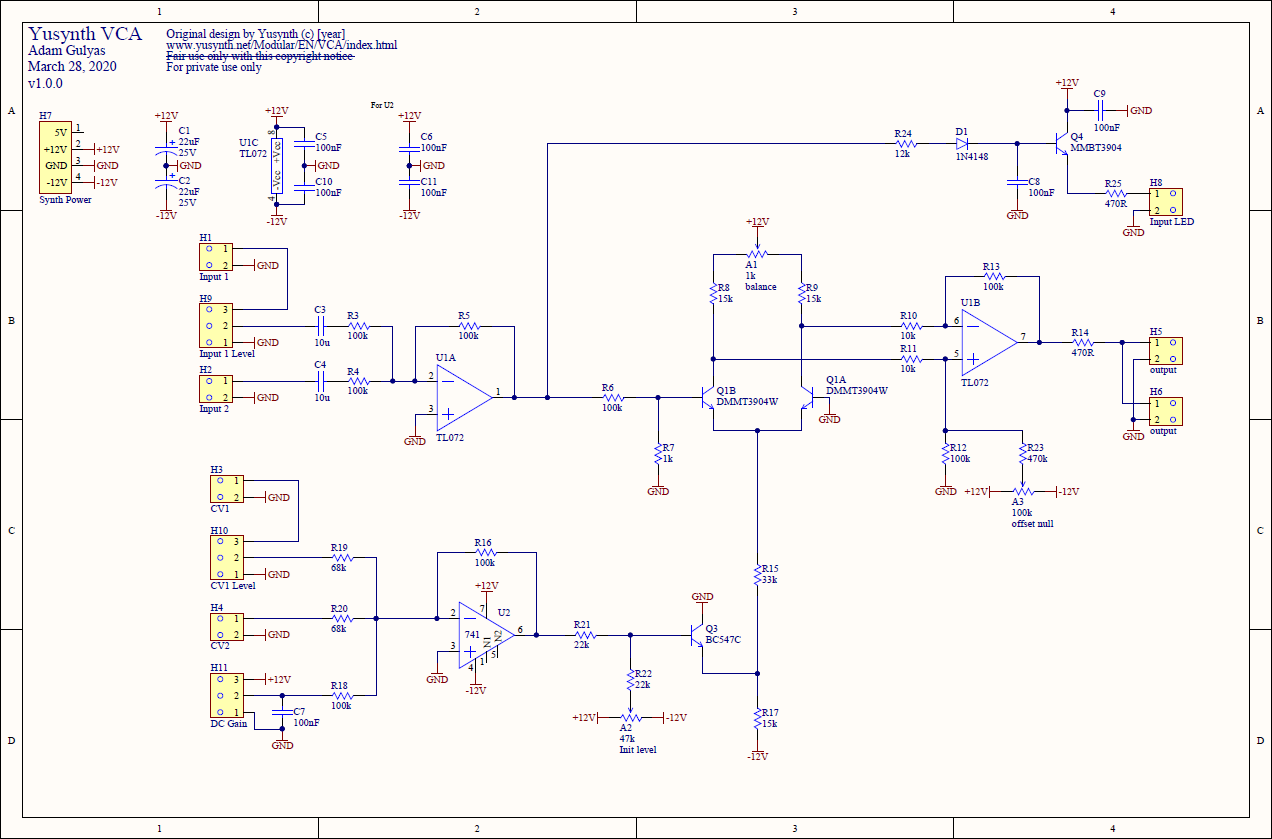 1 2 3 4
Yusynth VCA
Adam Gulyas
March 28, 2020
v1.0.0
Original design by Yusynth (c) [year]
www.yusynth.net/Modular/EN/VCA/index.html
Fair use only with this copyright notice
For private use only
A
A
H7
5V 1
+12V 2 +12V
GND 3 GND
-12V 4 -12V
Synth Power
+12V
C1
22uF
25V
GND
C2
22uF
25V
-12V
+12V
8
U1C
TL072
+Vcc
-Vcc
4
C5
100nF
GND
C10
100nF
-12V
For U2
+12V
C6
100nF
GND
C11
100nF
-12V
R24
12k
D1
1N4148
C8
100nF
GND
+12V
C9
100nF
GND
Q4
MMBT3904
R25
470R
H8
1
2
Input LED
GND
B
B
H1
1
2
GND
Input 1
H9
3
2
1
GND
Input 1 Level
H2
1
2
GND
Input 2
C3
10u
R3
100k
C4
10u
R4
100k
R5
100k
U1A
2
3
1
TL072
GND
R6
100k
R7
1k
GND
+12V
A1
1k
balance
R8
15k
R9
15k
Q1B
DMMT3904W
Q1A
DMMT3904W
GND
R10
10k
R11
10k
R13
100k
U1B
6
5
7
TL072
R14
470R
H5
1
2
output
H6
1
2
output
GND
R12
100k
GND
R23
470k
+12V
-12V
A3
100k
offset null
C
C
H3
1
2
GND
CV1
H10
3
2
1
GND
CV1 Level
H4
1
2
GND
CV2
H11
3
+12V
2
1
DC Gain
C7
100nF
GND
R19
68k
R20
68k
R18
100k
R16
100k
+12V
7
U2
2
741
N1
N2
6
3
5
1
4
GND
-12V
R21
22k
R22
22k
+12V
-12V
A2
47k
Init level
GND
Q3
BC547C
R15
33k
R17
15k
-12V
D
D
1 2 3 4